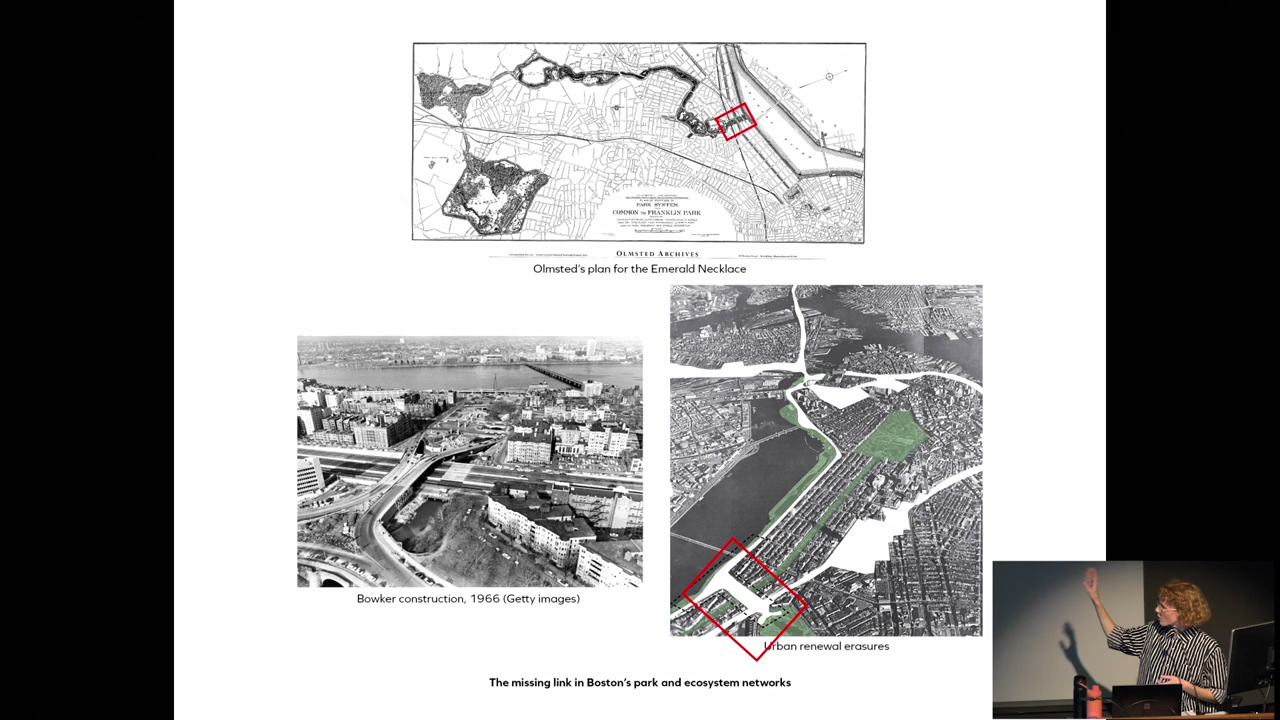 PARK SYSTEM
COMMON TO FRANKLIN PARK
OLMSTED ARCHIVES
Olmsted's plan for the Emerald Necklace
Bowker construction, 1966 (Getty images)
Urban renewal erasures
The missing link in Boston's park and ecosystem networks